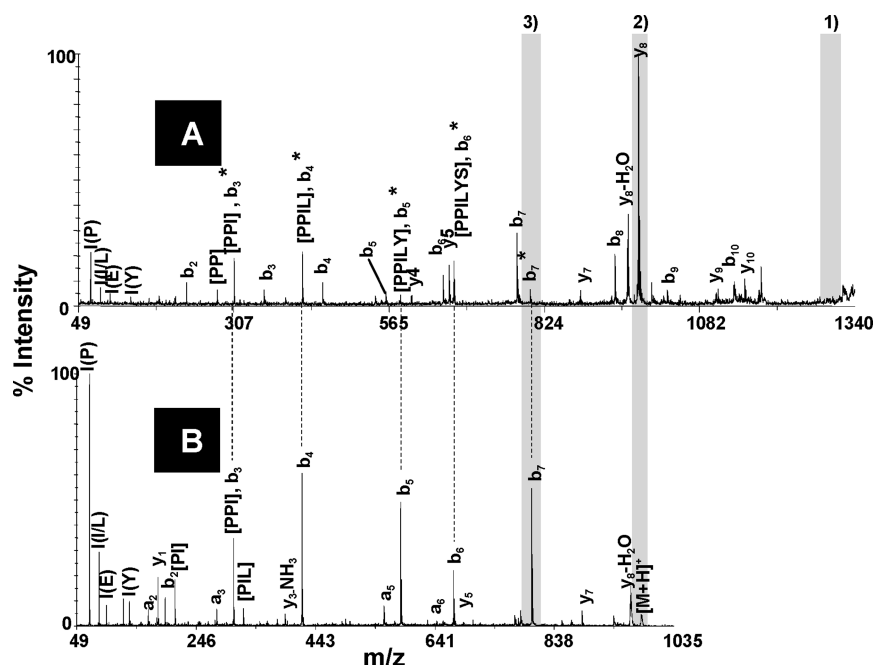 3) 2) 1)
100
A
I(P)
I(I/L)
I(E)
I(Y)
b2
[PP]
[PPI] , b3 *
b3
[PPIL], b4 *
b4
b5
[PPILY], b5 *
y4
b6
y5
[PPILYS], b6 *
b7
*
b7
y7
b8
y8-H2O
y8
b9
y9
b10
y10
0
49 307 565 824 1082 1340
% Intensity
100
B
I(P)
I(I/L)
I(E)
I(Y)
a2
y1
b2
[PI]
a3
[PPI], b3
[PIL]
y3-NH3
b4
a5
b5
a6
b6
y5
b7
y7
y8-H2O
[M+H]+
0
49 246 443 641 838 1035
m/z